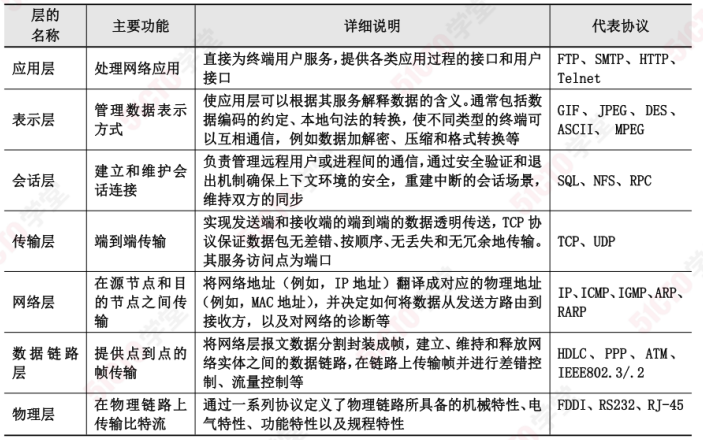 层的
名称
主要功能
详细说明
代表协议
应用层
处理网络应用
直接为终端用户服务,提供各类应用过程的接口和用户
接口
FTP、SMTP、HTTP、
Telnet
表示层
管理数据表示
方式
使应用层可以根据其服务解释数据的含义。通常包括数
据编码的约定、本地句法的转换,使不同类型的终端可
以互相通信,例如数据加解密、压缩和格式转换等
GIF、JPEG、DES、
ASCII、 MPEG
会话层
建立和维护会
话连接
负责管理远程用户或进程间的通信,通过安全验证和退
出机制确保上下文环境的安全,重建中断的会话场景,
维持双方的同步
SQL、NFS、RPC
传输层
端到端传输
实现发送端和接收端的端到端的数据透明传送,TCP 协
议保证数据包无差错、按顺序、无丢失和无冗余地传输。
其服务访问点为端口
TCP、UDP
网络层
在源节点和目
的节点之间传
输
将网络地址(例如, IP 地址)翻译成对应的物理地址
(例如, MAC 地址),并决定如何将数据从发送方路由到
接收方,以及对网络的诊断等
IP、ICMP、IGMP、ARP、
RARP
数据链路
层
提供点到点的
帧传输
将网络层报文数据分割封装成帧,建立、维持和释放网
络实体之间的数据链路,在链路上传输帧并进行差错控
制、流量控制等
HDLC、PPP、ATM、
IEEE802.3/.2
物理层
在物理链路上
传输比特流
通过一系列协议定义了物理链路所具备的机械特性、电
气特性、功能特性以及规程特性
FDDI、RS232、RJ-45
51CTO学堂